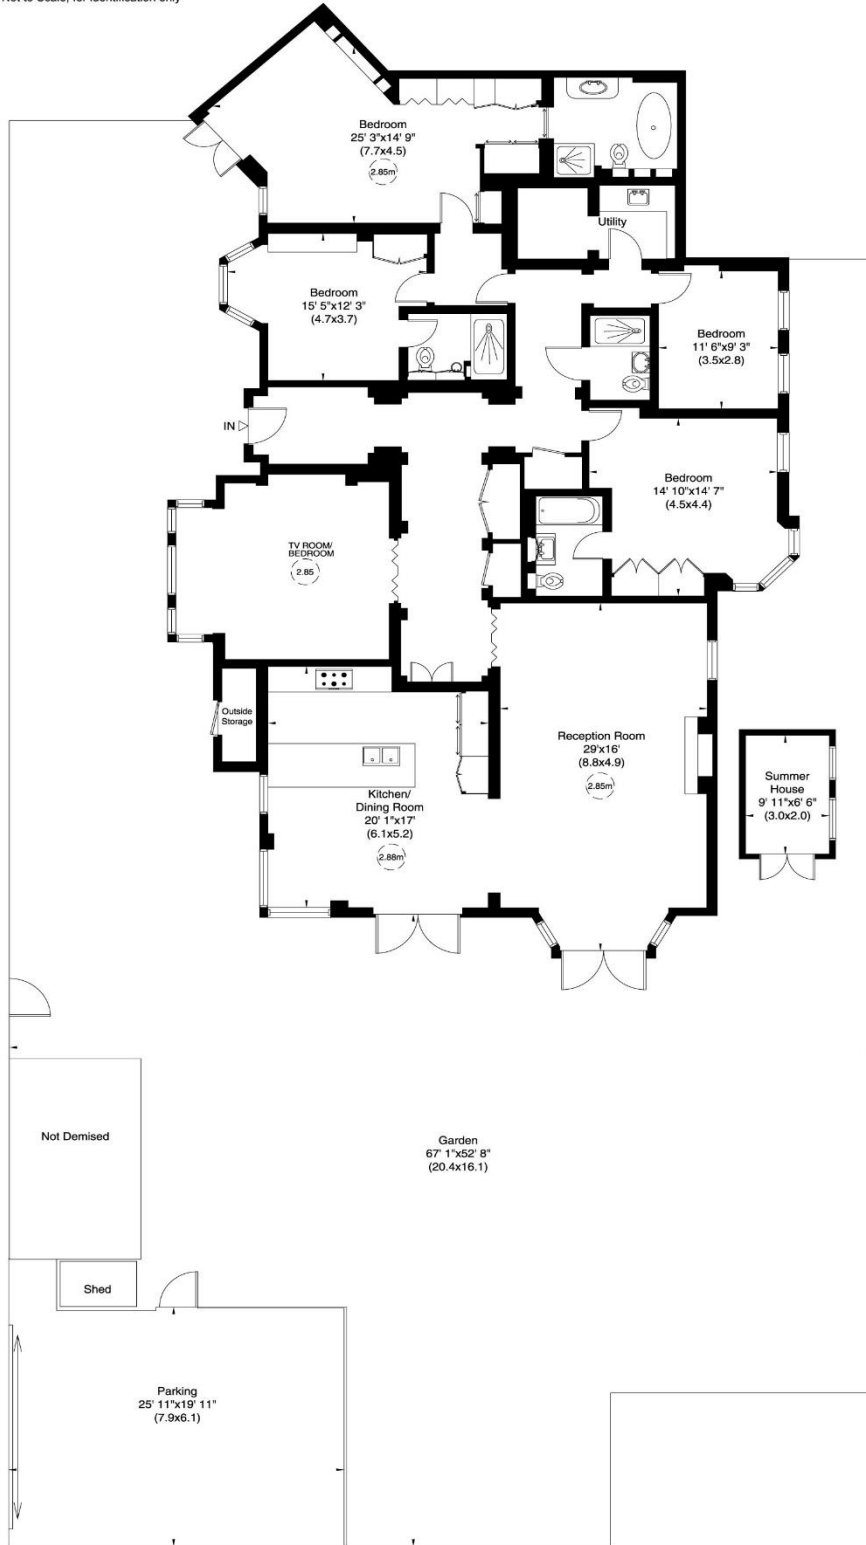 Not to Scale, for identification only
Bedroom
25' 3"x14' 9"
(7.7x4.5)
2.85m
Utility
Bedroom
15' 5"x12' 3"
(4.7x3.7)
Bedroom
11' 6"x9' 3"
(3.5x2.8)
IN
Bedroom
14' 10"x14' 7"
(4.5x4.4)
TV ROOM/
BEDROOM
2.85
Outside
Storage
Reception Room
29'x16'
(8.8x4.9)
2.85m
Summer
House
9' 11"x6' 6"
(3.0x2.0)
Kitchen/
Dining Room
20' 1"x17'
(6.1x5.2)
2.88m
Not Demised
Garden
67' 1"x52' 8"
(20.4x16.1)
Shed
Parking
25' 11"x19' 11"
(7.9x6.1)